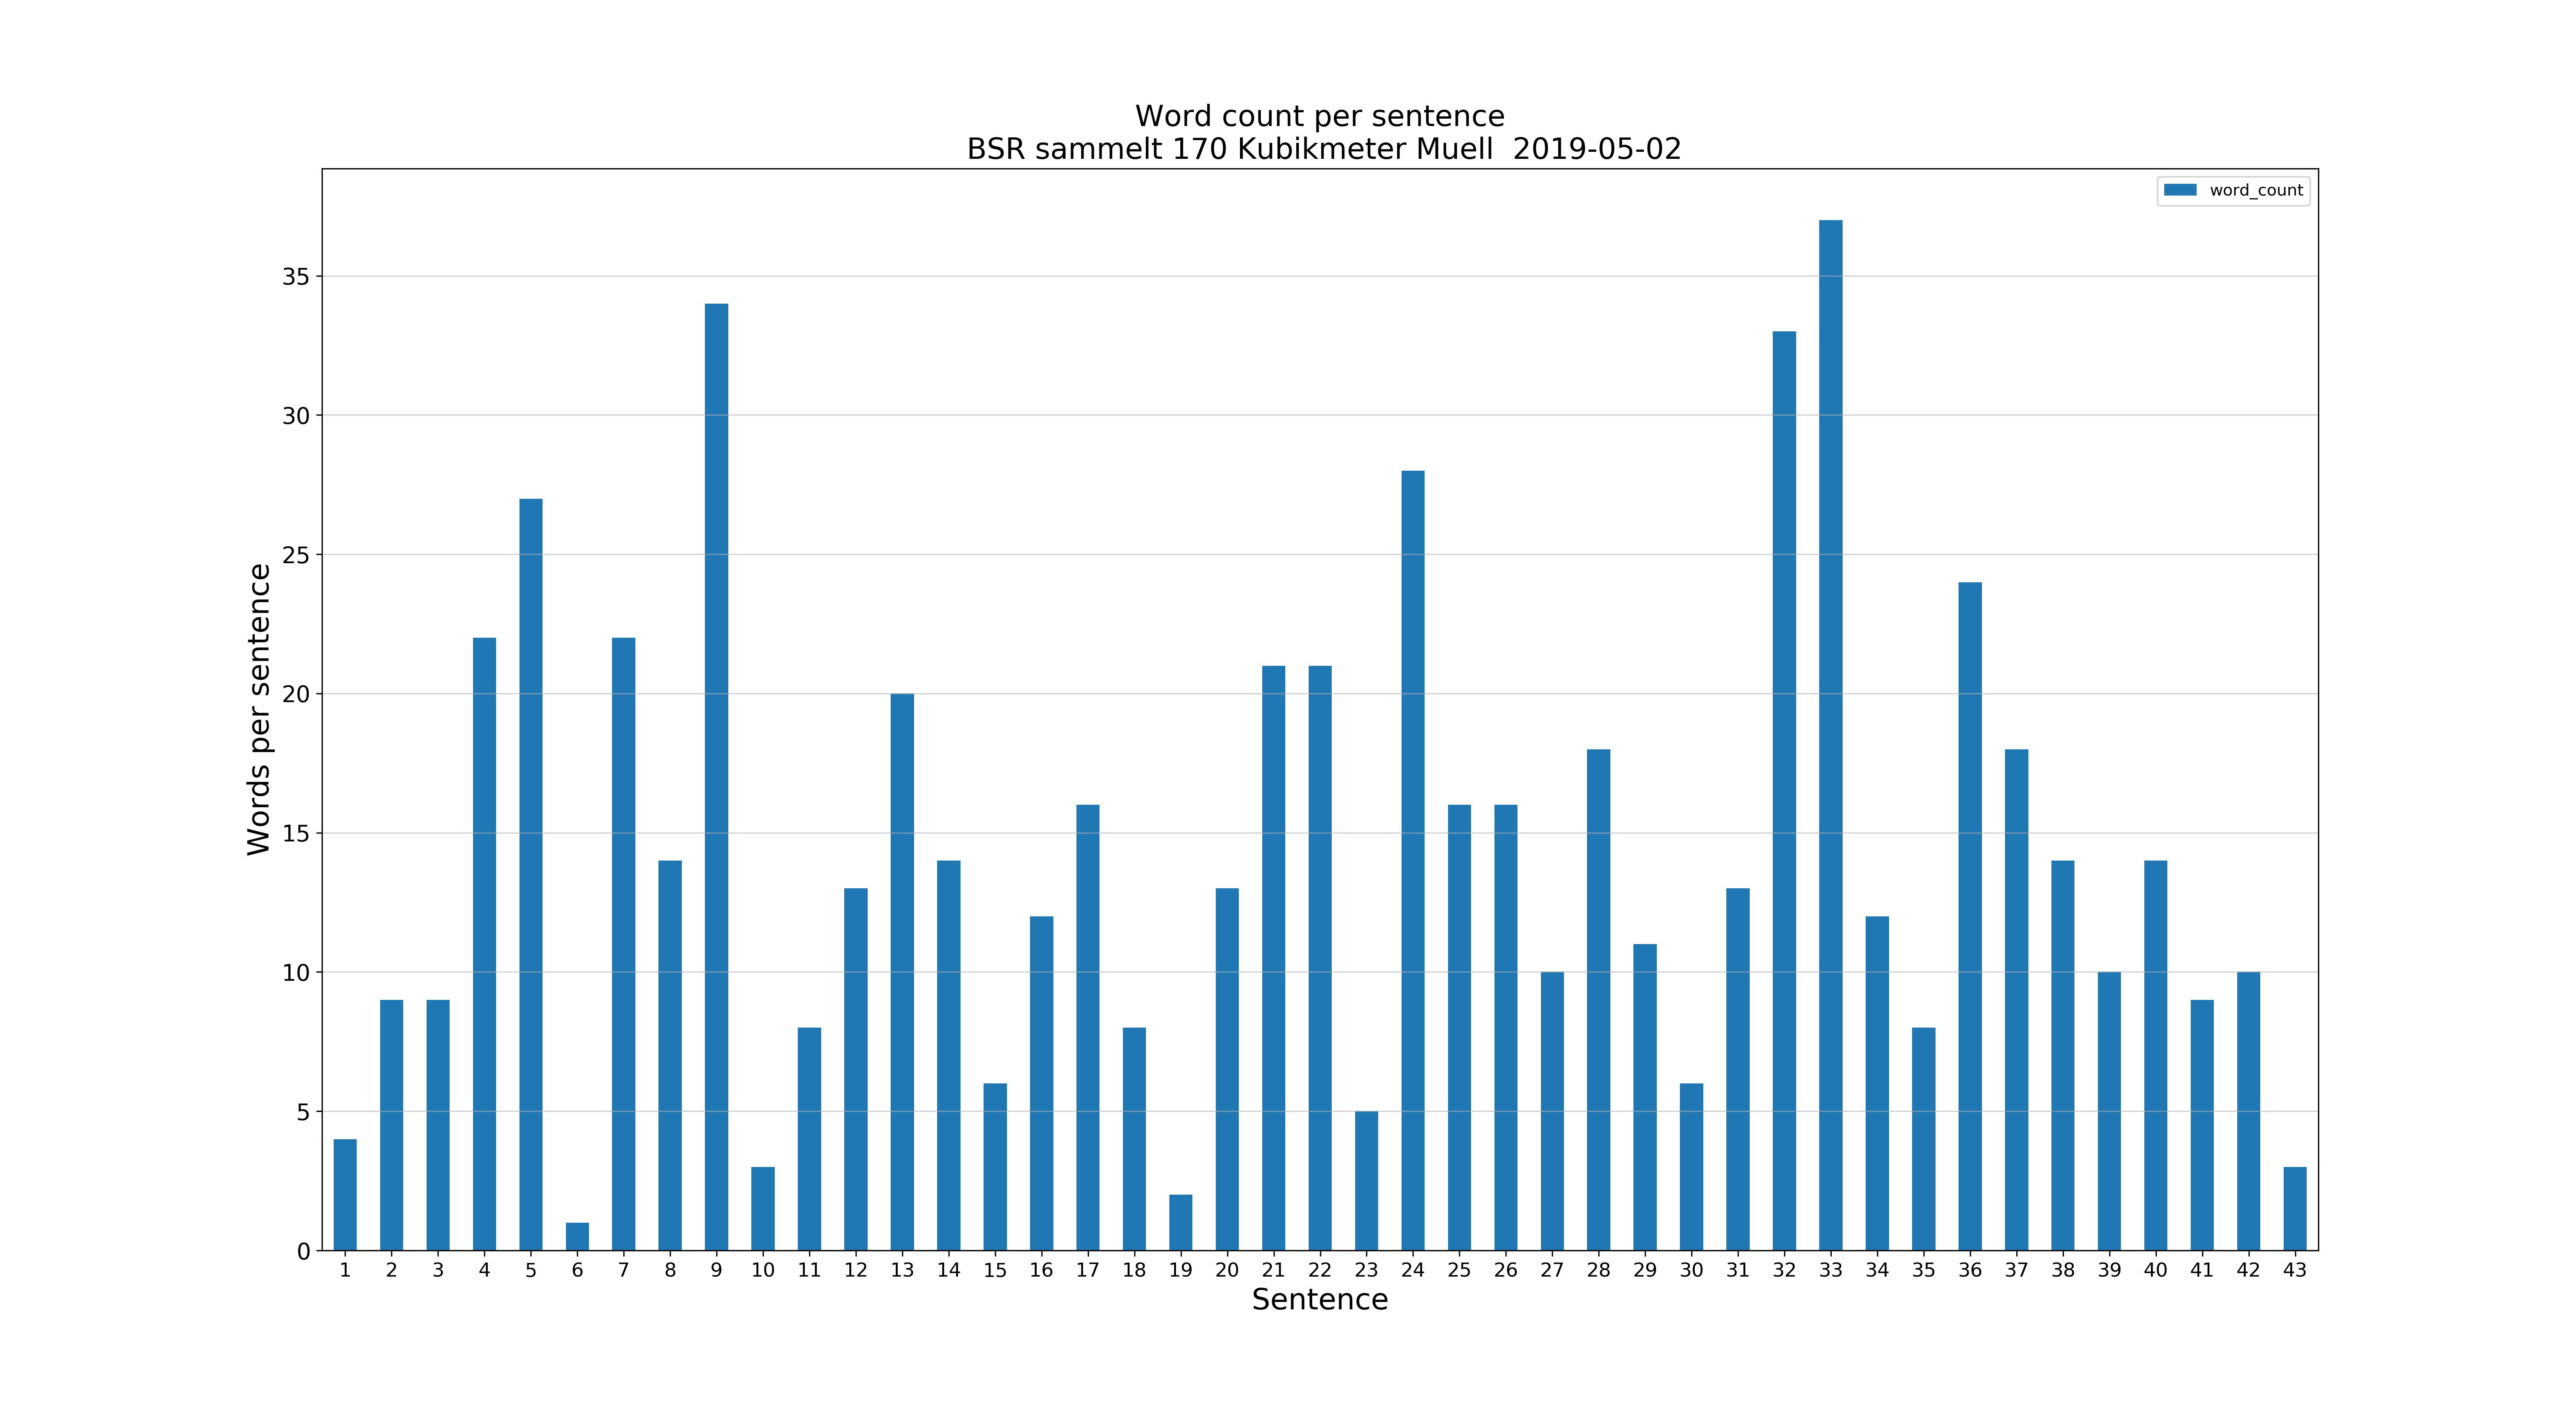 Word count per sentence
BSR sammelt 170 Kubikmeter Muell  2019-05-02
word_count
Words per sentence
35
30
25
20
15
10
5
0
1 2 3 4 5 6 7 8 9 10 11 12 13 14 15 16 17 18 19 20 21 22 23 24 25 26 27 28 29 30 31 32 33 34 35 36 37 38 39 40 41 42 43
Sentence